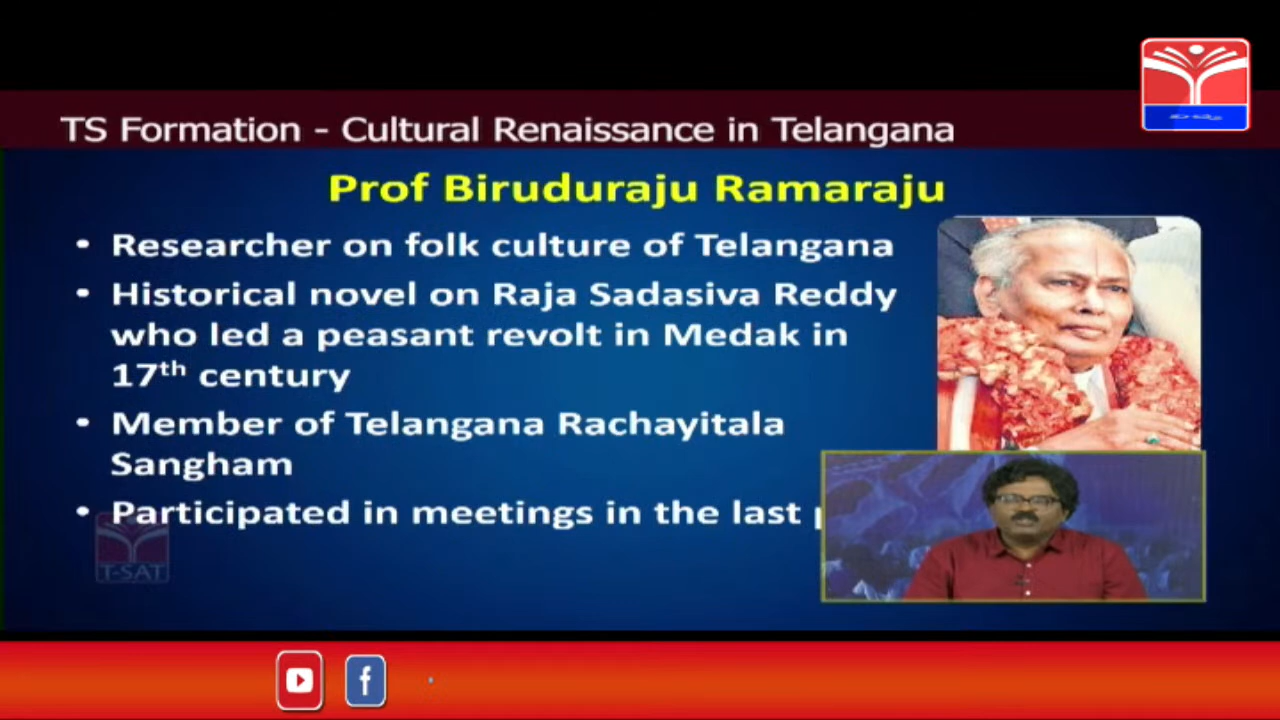 TS Formation - Cultural Renaissance in Telangana
Prof Biruduraju Ramaraju
• Researcher on folk culture of Telangana
• Historical novel on Raja Sadasiva Reddy
who led a peasant revolt in Medak in
17th century
• Member of Telangana Rachayitala
Sangham
• Participated in meetings in the last
T-SAT